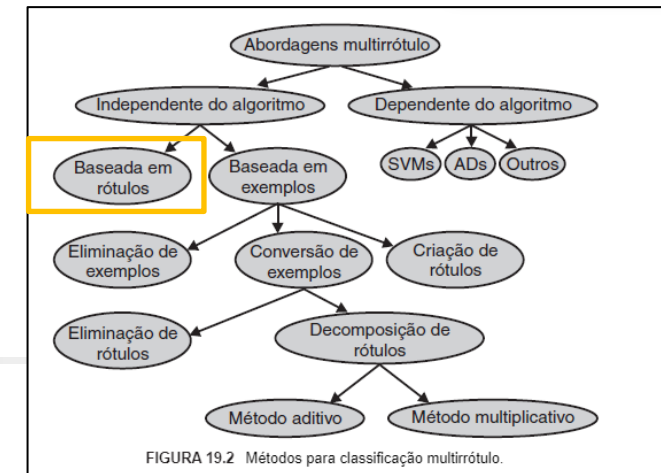 Abordagens multirrótulo
Independente do algoritmo
Dependente do algoritmo
Baseada em
rótulos
Baseada em
exemplos
SVMs
ADs
Outros
Eliminação de
exemplos
Conversão de
exemplos
Criação de
rótulos
Eliminação de
rótulos
Decomposição de
rótulos
Método aditivo
Método multiplicativo
FIGURA 19.2 Métodos para classificação multirrótulo.